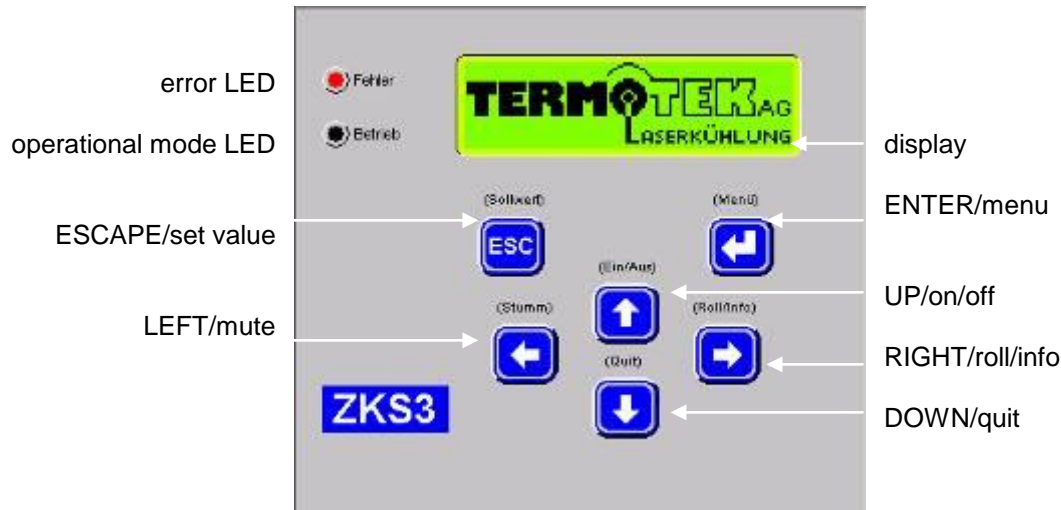 error LED
Fehler
TERMOTEK AG
operational mode LED
Betrieb
LASERKÜHLUNG
display
(Sollwert)
(Menü)
ENTER/menu
ESCAPE/set value
ESC
(Ein/Aus)
UP/on/off
LEFT/mute
(Stumm)
(Roll/Info)
(Quit)
RIGHT/roll/info
ZKS3
DOWN/quit